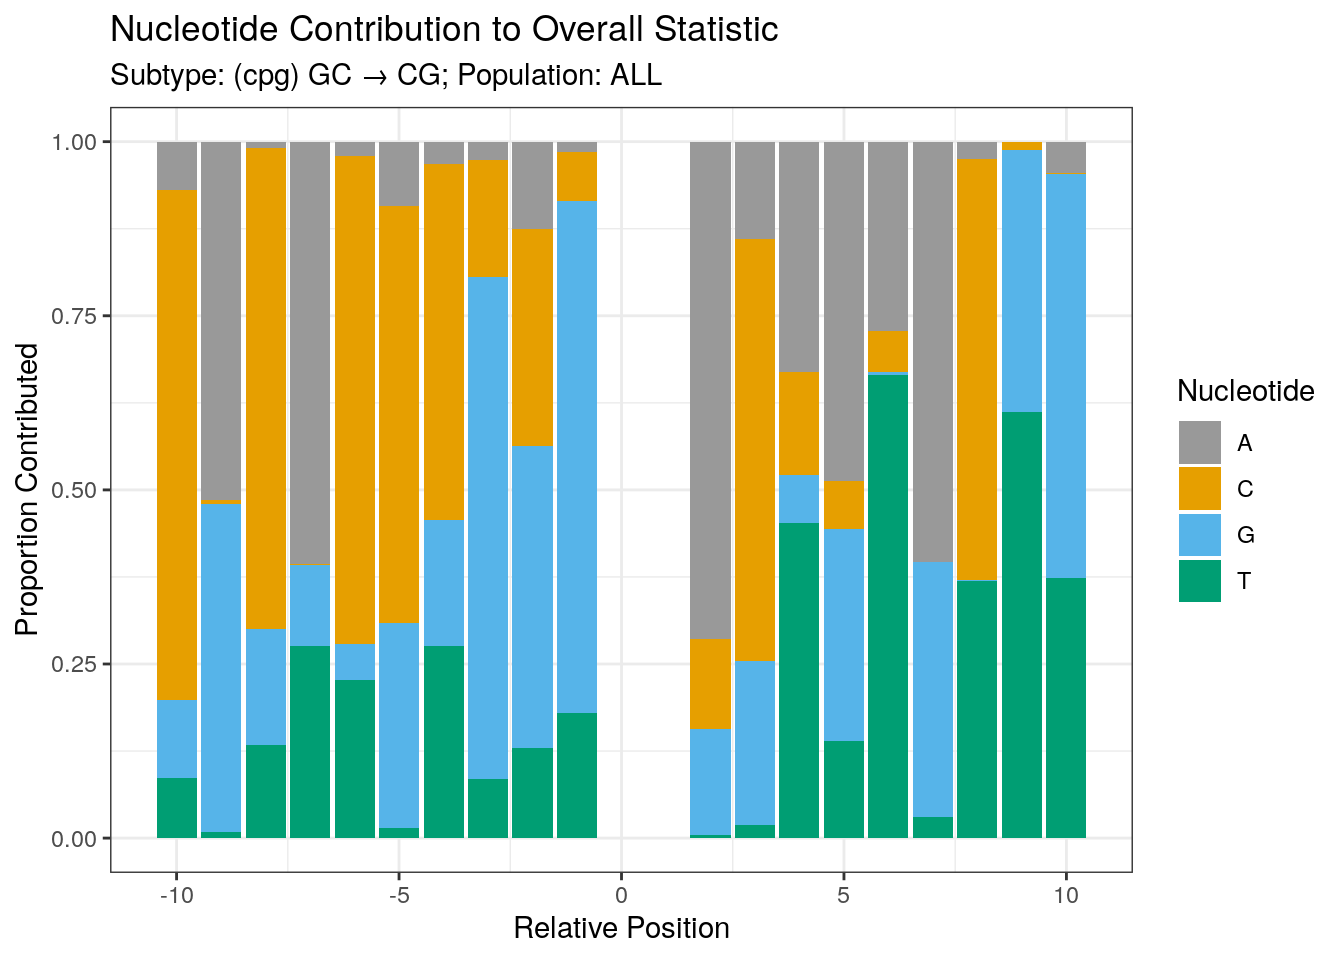 Nucleotide Contribution to Overall Statistic
Subtype: (cpg) GC → CG; Population: ALL
1.00
0.75
0.50
0.25
0.00
Proportion Contributed
-10
-5
0
5
10
Relative Position
Nucleotide
A
C
G
T